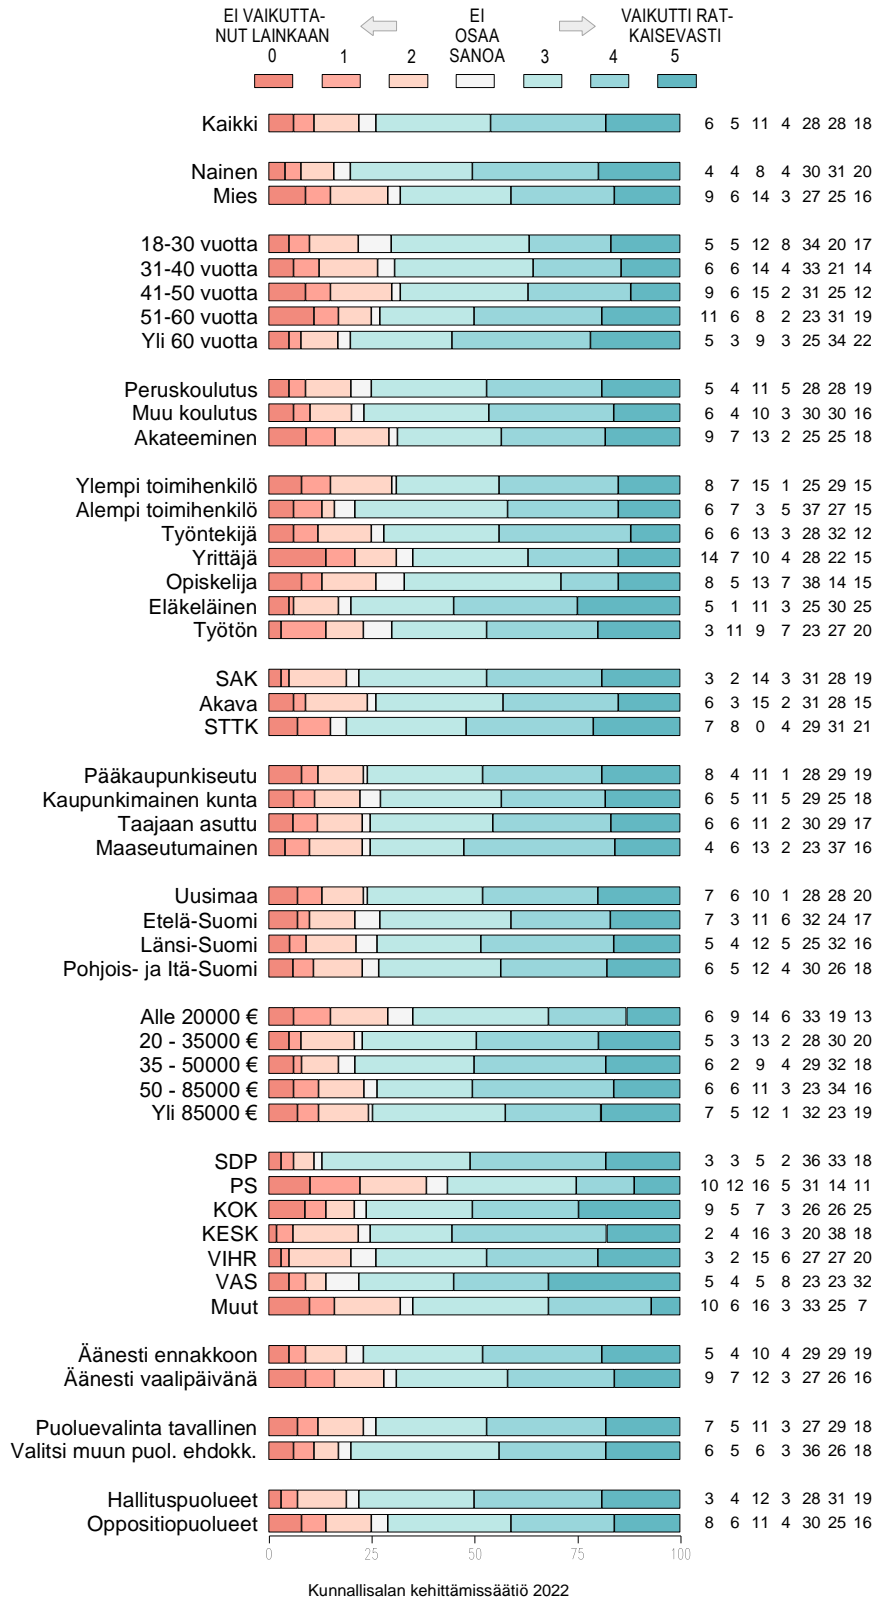 EI VAIKUTTA-
NUT LAINKAAN
EI
OSAA
SANOA
VAIKUTTI RAT-
KAISEVASTI
0 1 2 3 4 5
Kaikki 6 5 11 4 28 28 18
Nainen 4 4 8 4 30 31 20
Mies 9 6 14 3 27 25 16
18-30 vuotta 5 5 12 8 34 20 17
31-40 vuotta 6 6 14 4 33 21 14
41-50 vuotta 9 6 15 2 31 25 12
51-60 vuotta 11 6 8 2 23 31 19
Yli 60 vuotta 5 3 9 3 25 34 22
Peruskoulutus 5 4 11 5 28 28 19
Muu koulutus 6 4 10 3 30 30 16
Akateeminen 9 7 13 2 25 25 18
Ylempi toimihenkilö 8 7 15 1 25 29 15
Alempi toimihenkilö 6 7 3 5 37 27 15
Työntekijä 6 6 13 3 28 32 12
Yrittäjä 14 7 10 4 28 22 15
Opiskelija 8 5 13 7 38 14 15
Eläkeläinen 5 1 11 3 25 30 25
Työtön 3 11 9 7 23 27 20
SAK 3 2 14 3 31 28 19
Akava 6 3 15 2 31 28 15
STTK 7 8 0 4 29 31 21
Pääkaupunkiseutu 8 4 11 1 28 29 19
Kaupunkimainen kunta 6 5 11 5 29 25 18
Taajaan asuttu 6 6 11 2 30 29 17
Maaseutumainen 4 6 13 2 23 37 16
Uusimaa 7 6 10 1 28 28 20
Etelä-Suomi 7 3 11 6 32 24 17
Länsi-Suomi 5 4 12 5 25 32 16
Pohjois- ja Itä-Suomi 6 5 12 4 30 26 18
Alle 20000 € 6 9 14 6 33 19 13
20 - 35000 € 5 3 13 2 28 30 20
35 - 50000 € 6 2 9 4 29 32 18
50 - 85000 € 6 6 11 3 23 34 16
Yli 85000 € 7 5 12 1 32 23 19
SDP 3 3 5 2 36 33 18
PS 10 12 16 5 31 14 11
KOK 9 5 7 3 26 26 25
KESK 2 4 16 3 20 38 18
VIHR 3 2 15 6 27 27 20
VAS 5 4 5 8 23 23 32
Muut 10 6 16 3 33 25 7
Äänesti ennakkoon 5 4 10 4 29 29 19
Äänesti vaalipäivänä 9 7 12 3 27 26 16
Puoluevalinta tavallinen 7 5 11 3 27 29 18
Valitsi muun puol. ehdokk. 6 5 6 3 36 26 18
Hallituspuolueet 3 4 12 3 28 31 19
Oppositiopuolueet 8 6 11 4 30 25 16
0 25 50 75 100
Kunnallisalan kehittämissäätiö 2022